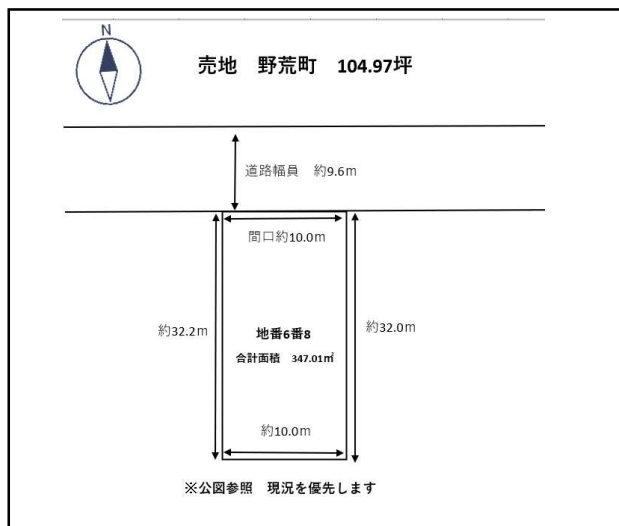 N
売地　野荒町　104.97坪
道路幅員　約9.6m
間口約10.0m
約32.2m
地番6番8
合計面積　347.01㎡
約32.0m
約10.0m
※公図参照　現況を優先します